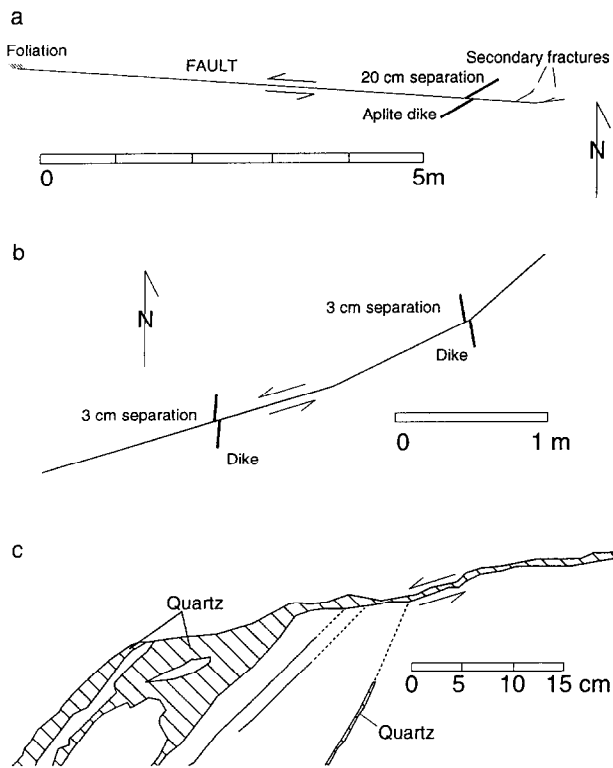 a
Foliation
FAULT
Secondary fractures
20 cm separation
Aplite dike
0
5m
N
b
N
3 cm separation
Dike
3 cm separation
Dike
0
1 m
c
Quartz
Quartz
0
5
10
15
cm